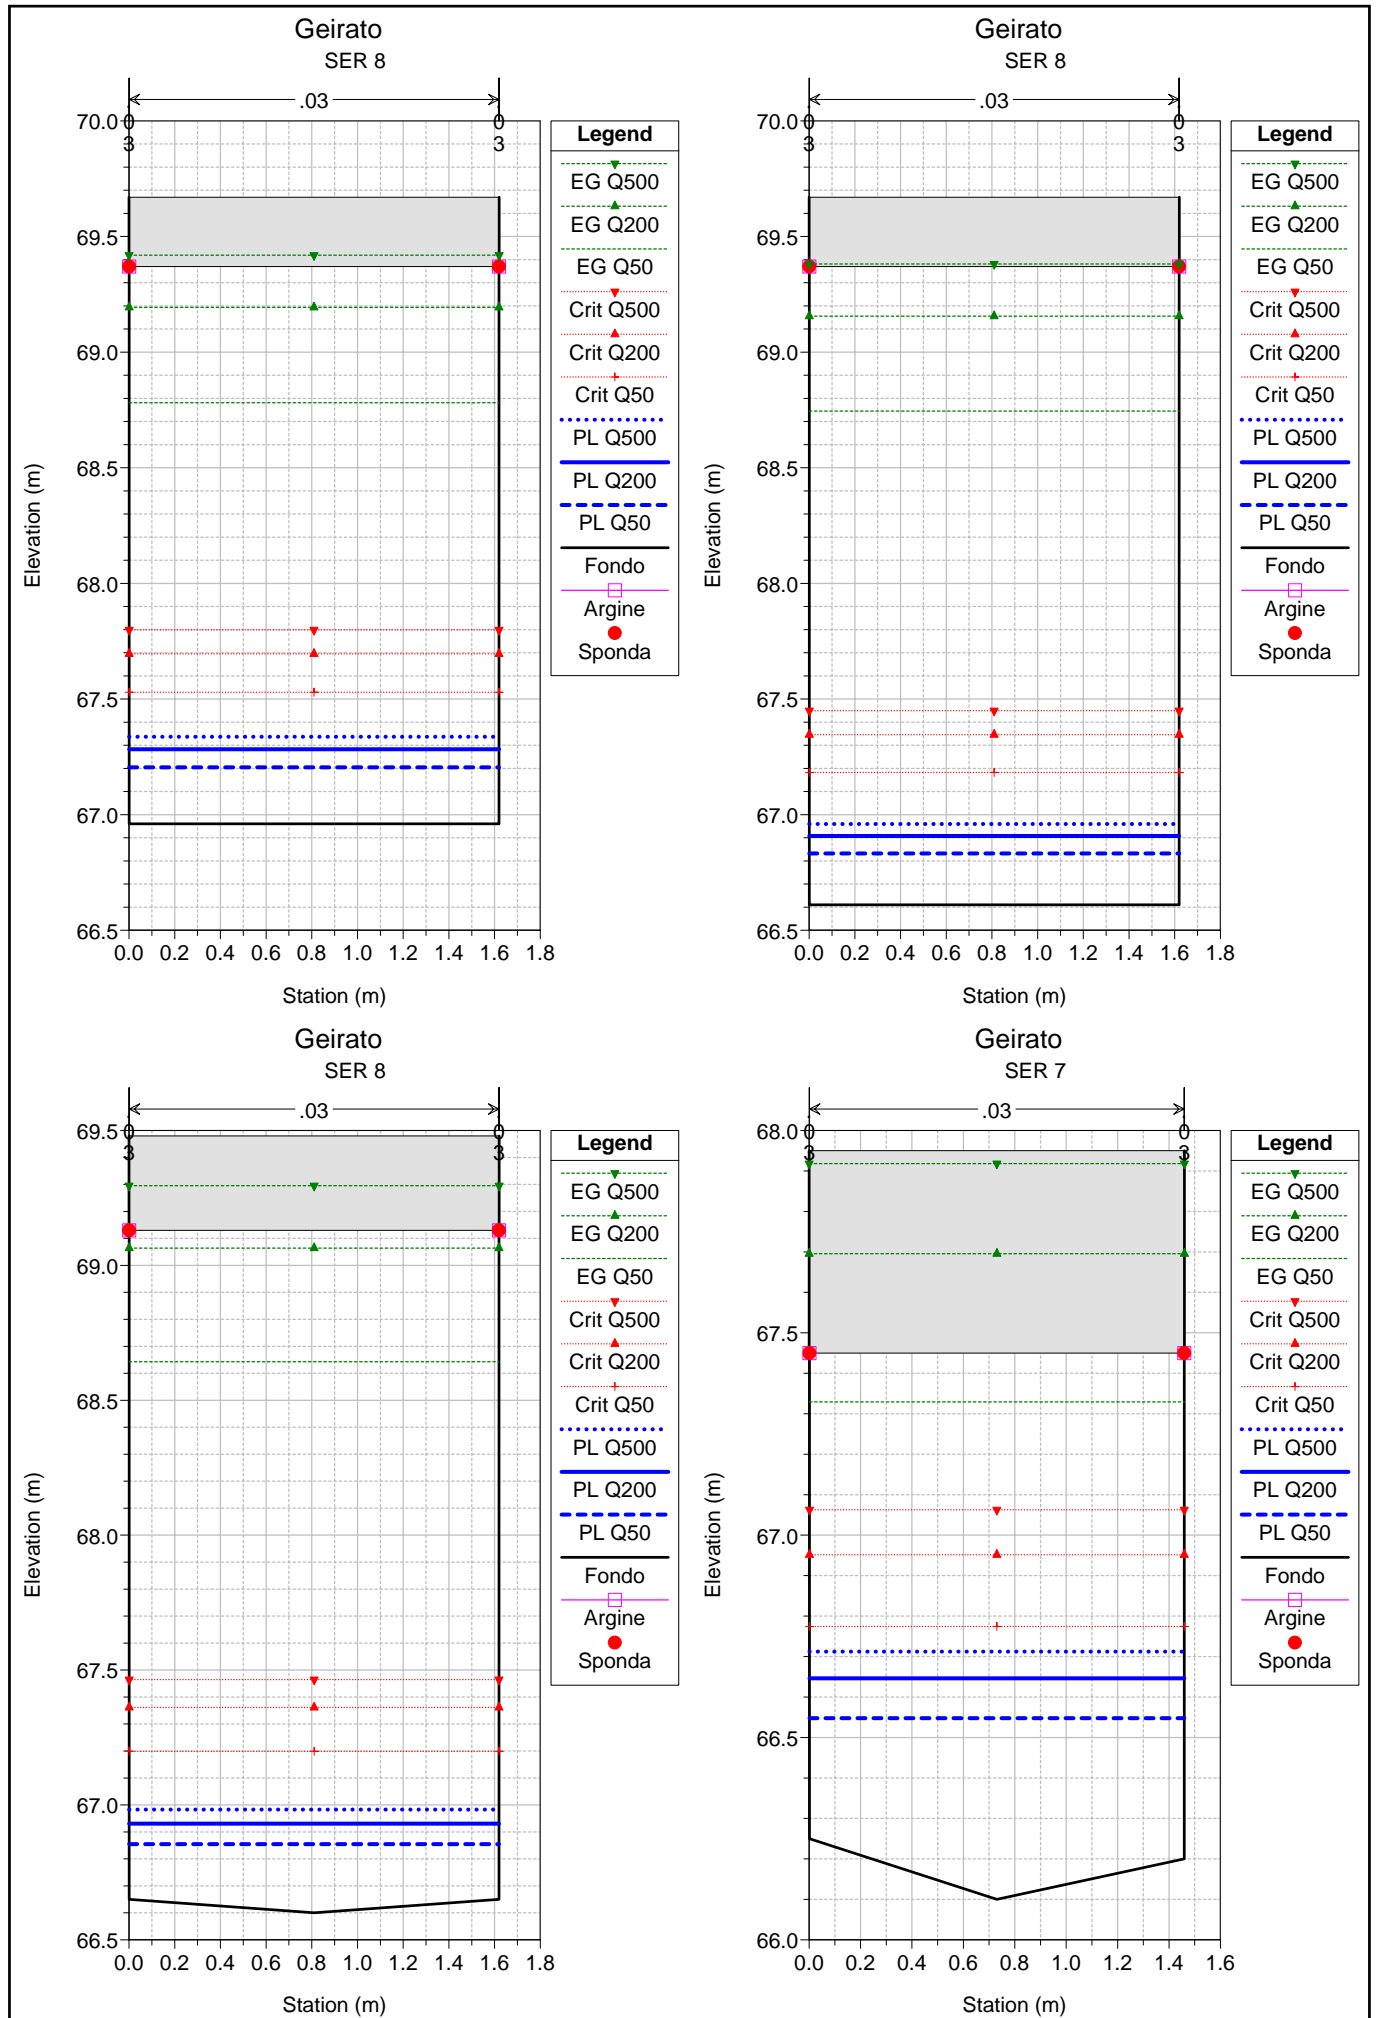 Geirato
SER 8
.03
.03
.03
70.0
69.5
69.0
68.5
68.0
67.5
67.0
66.5
Elevation (m)
0.0 0.2 0.4 0.6 0.8 1.0 1.2 1.4 1.6 1.8
Station (m)
Legend
EG Q500
EG Q200
EG Q50
Crit Q500
Crit Q200
Crit Q50
PL Q500
PL Q200
PL Q50
Fondo
Argine
Sponda
Geirato
SER 8
.03
.03
.03
70.0
69.5
69.0
68.5
68.0
67.5
67.0
66.5
Elevation (m)
0.0 0.2 0.4 0.6 0.8 1.0 1.2 1.4 1.6 1.8
Station (m)
Legend
EG Q500
EG Q200
EG Q50
Crit Q500
Crit Q200
Crit Q50
PL Q500
PL Q200
PL Q50
Fondo
Argine
Sponda
Geirato
SER 8
.03
.03
.03
69.5
69.0
68.5
68.0
67.5
67.0
66.5
Elevation (m)
0.0 0.2 0.4 0.6 0.8 1.0 1.2 1.4 1.6 1.8
Station (m)
Legend
EG Q500
EG Q200
EG Q50
Crit Q500
Crit Q200
Crit Q50
PL Q500
PL Q200
PL Q50
Fondo
Argine
Sponda
Geirato
SER 7
.03
.03
.03
68.0
67.5
67.0
66.5
66.0
Elevation (m)
0.0 0.2 0.4 0.6 0.8 1.0 1.2 1.4 1.6
Station (m)
Legend
EG Q500
EG Q200
EG Q50
Crit Q500
Crit Q200
Crit Q50
PL Q500
PL Q200
PL Q50
Fondo
Argine
Sponda